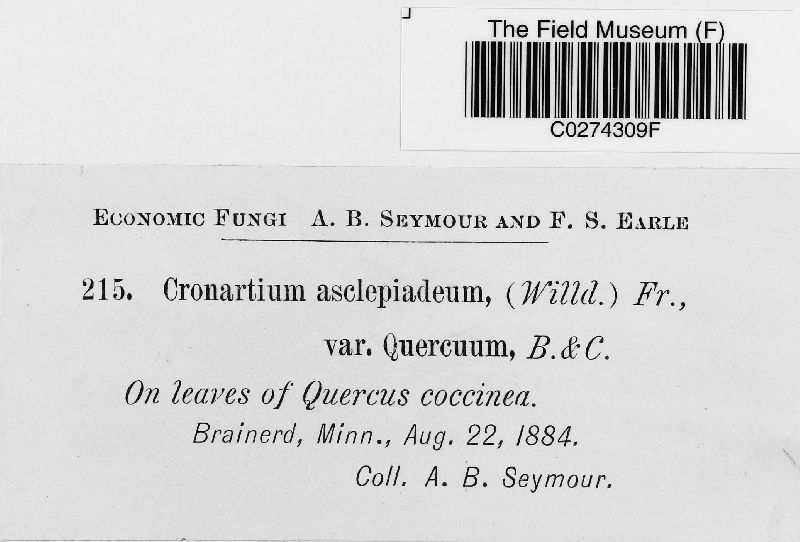 The Field Museum (F)
C0274309F
Economic Fungi A. B. Seymour and F. S. Earle
215. Cronartium asclepiadeum, (Willd.) Fr.,
var. Quercuum, B. & C.
On leaves of Quercus coccinea.
Brainerd, Minn., Aug. 22, 1884.
Coll. A. B. Seymour.